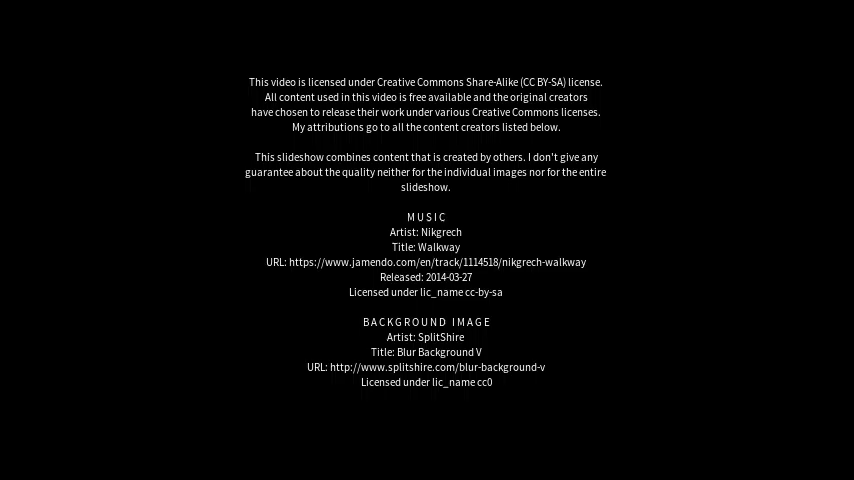 This video is licensed under Creative Commons Share-Alike (CC BY-SA) license.
All content used in this video is free available and the original creators
have chosen to release their work under various Creative Commons licenses.
My attributions go to all the content creators listed below.
This slideshow combines content that is created by others. I don't give any
guarantee about the quality neither for the individual images nor for the entire
slideshow.
MUSIC
Artist: Nikgrech
Title: Walkway
URL: https://www.jamendo.com/en/track/1114518/nikgrech-walkway
Released: 2014-03-27
Licensed under lic_name cc-by-sa
BACKGROUND IMAGE
Artist: SplitShire
Title: Blur Background V
URL: http://www.splitshire.com/blur-background-v
Licensed under lic_name cc0